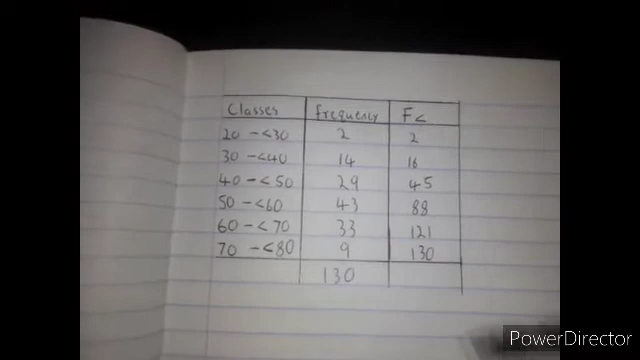 Classes frequency F<
20 -<30 2 2
30 -<40 14 16
40 -<50 29 45
50 -<60 43 88
60 -<70 33 121
70 -<80 9 130
130
PowerDirector